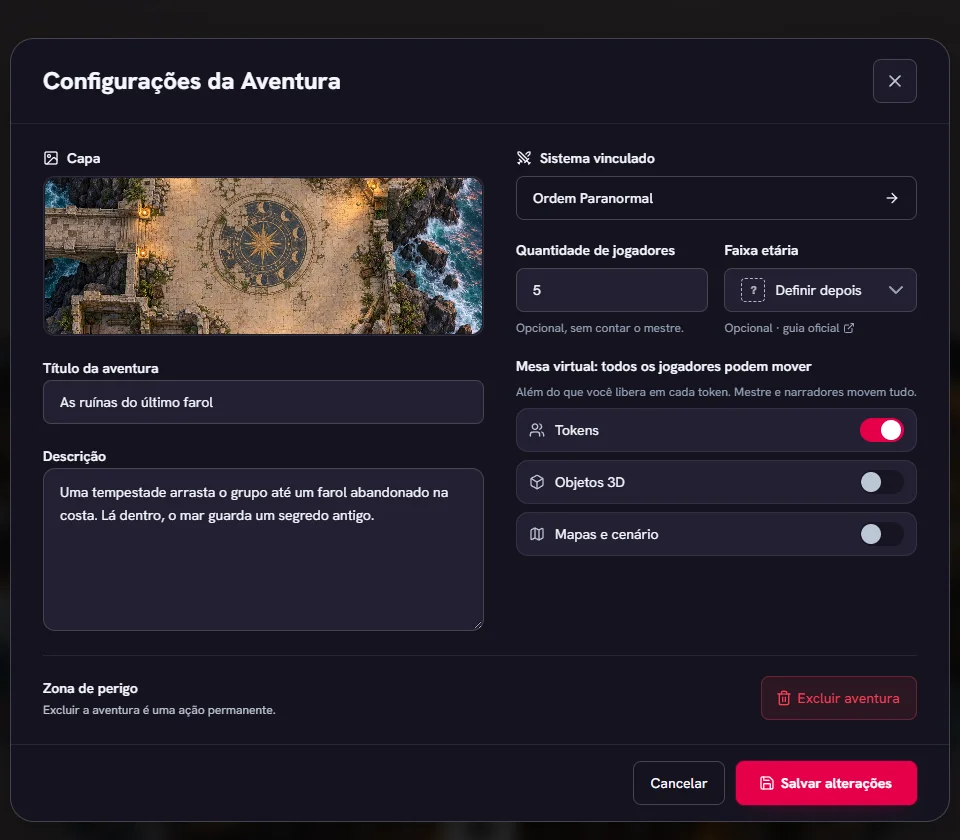 Configurações da Aventura
Capa
Título da aventura
As ruínas do último farol
Descrição
Uma tempestade arrasta o grupo até um farol abandonado na
costa. Lá dentro, o mar guarda um segredo antigo.
Sistema vinculado
Ordem Paranormal
Quantidade de jogadores
5
Opcional, sem contar o mestre.
Faixa etária
? Definir depois
Opcional · guia oficial
Mesa virtual: todos os jogadores podem mover
Além do que você libera em cada token. Mestre e narradores movem tudo.
Tokens
Objetos 3D
Mapas e cenário
Zona de perigo
Excluir a aventura é uma ação permanente.
Excluir aventura
Cancelar
Salvar alterações